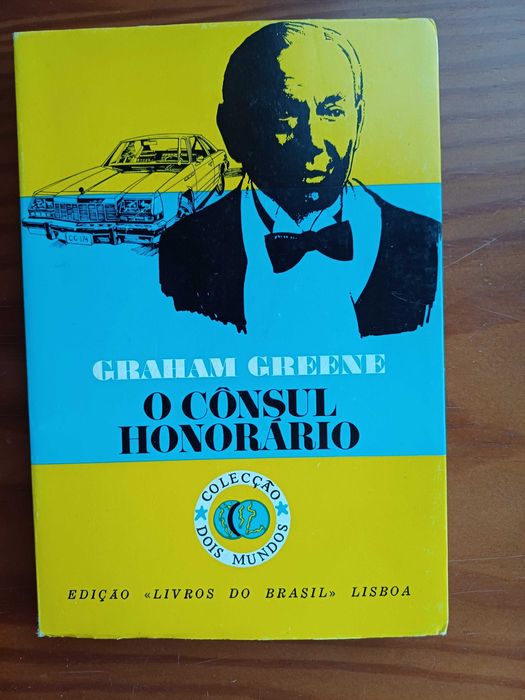 GRAHAM GREENE
O CÔNSUL
HONORÁRIO
COLECÇÃO
DOIS MUNDOS
EDIÇÃO «LIVROS DO BRASIL» LISBOA